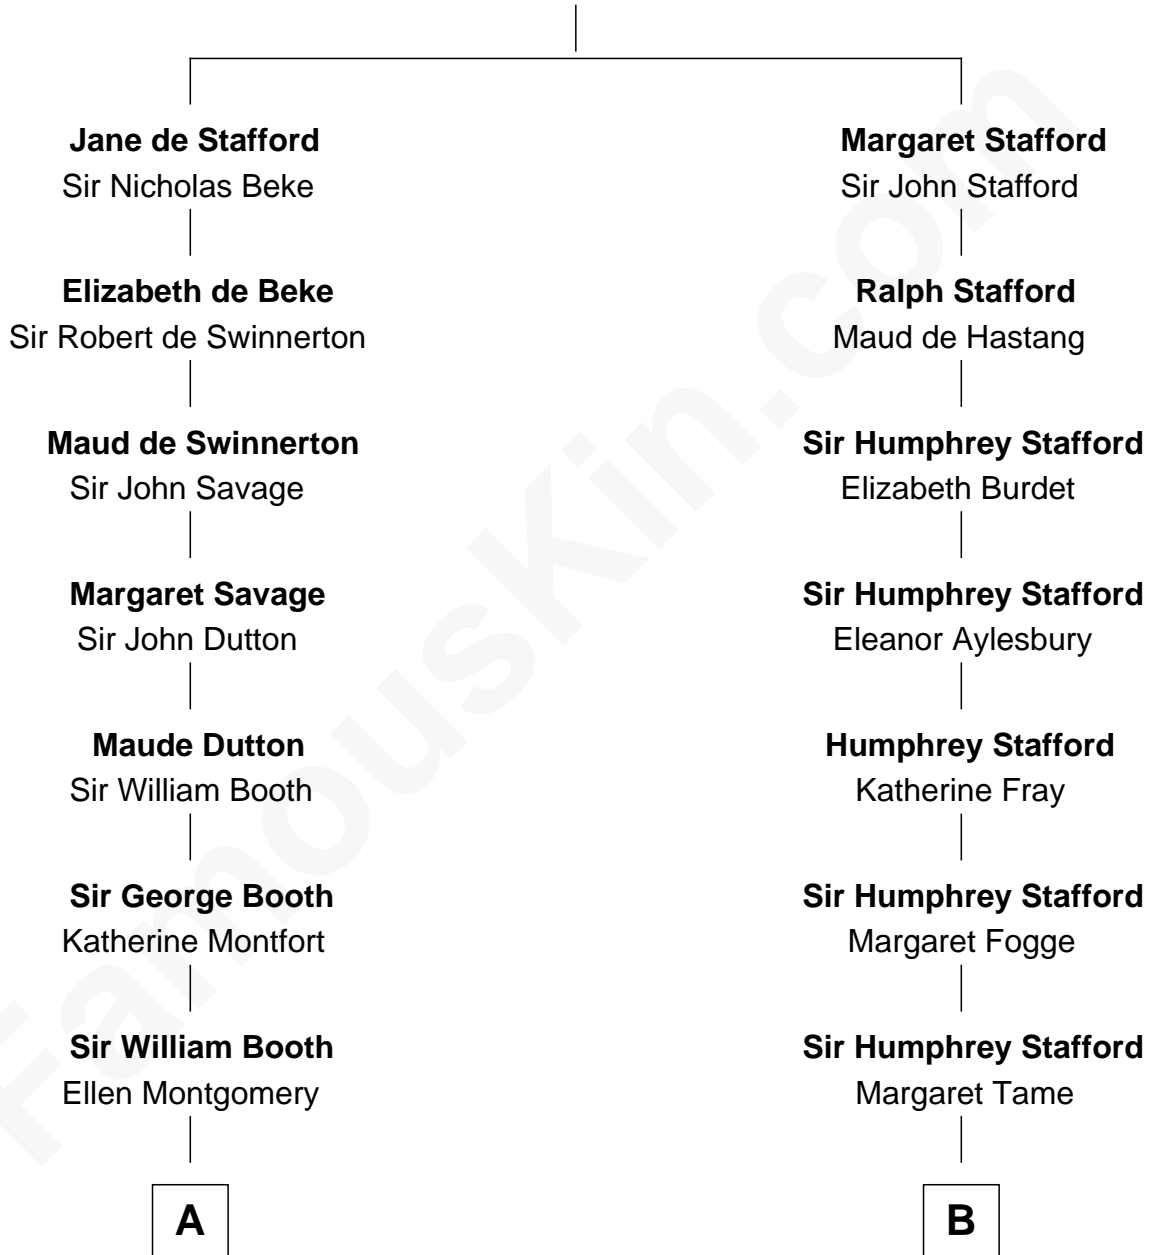 Jane de Stafford
Sir Nicholas Beke
Elizabeth de Beke
Sir Robert de Swinnerton
Maud de Swinnerton
Sir John Savage
Margaret Savage
Sir John Dutton
Maude Dutton
Sir William Booth
Sir George Booth
Katherine Montfort
Sir William Booth
Ellen Montgomery
A
Margaret Stafford
Sir John Stafford
Ralph Stafford
Maud de Hastang
Sir Humphrey Stafford
Elizabeth Burdet
Sir Humphrey Stafford
Eleanor Aylesbury
Humphrey Stafford
Katherine Fray
Sir Humphrey Stafford
Margaret Fogge
Sir Humphrey Stafford
Margaret Tame
B
FamousKin.com